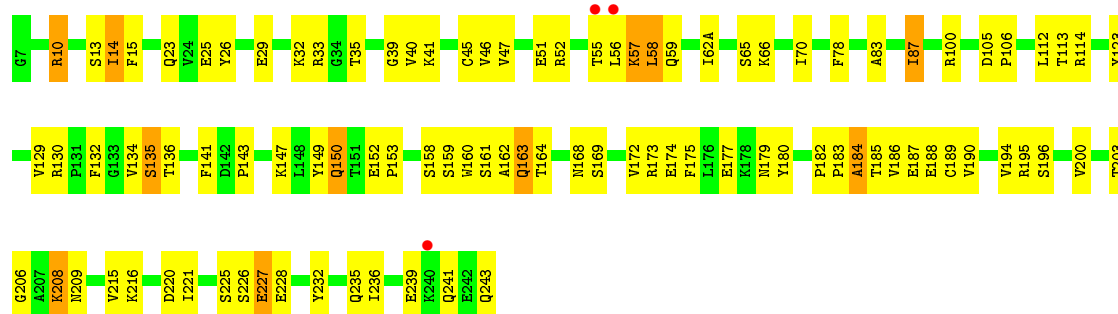 G7 R10 S13 I14 F15 Q23 V24 E25 Y26 E29 K32 R33 G34 T35 G39 V40 K41 C45 V46 V47 E51 R52 T55 L56 K57 L58 Q59 I62A S65 K66 I70 F78 A83 I87 R100 D105 P106 L112 T113 R114
V129 R130 P131 F132 G133 V134 S135 T136 F141 D142 P143 K147 L148 Y149 Q150 T151 E152 P153 S158 S159 W160 S161 A162 Q163 T164 N168 S169 V172 R173 E174 F175 L176 E177 K178 N179 Y180 P182 P183 A184 T185 V186 E187 E188 C189 V190 V194 R195 S196 V200 T203
G206 A207 K208 N209 V215 K216 D220 I221 S225 S226 E227 E228 Y232 Q235 I236 E239 K240 Q241 E242 Q243